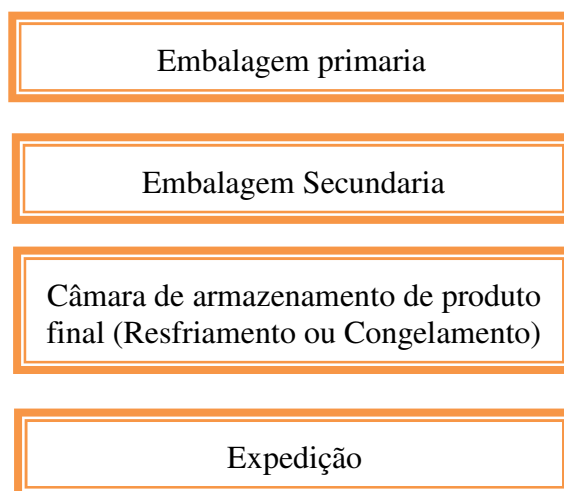 Embalagem primaria
Embalagem Secundaria
Câmara de armazenamento de produto
final (Resfriamento ou Congelamento)
Expedição